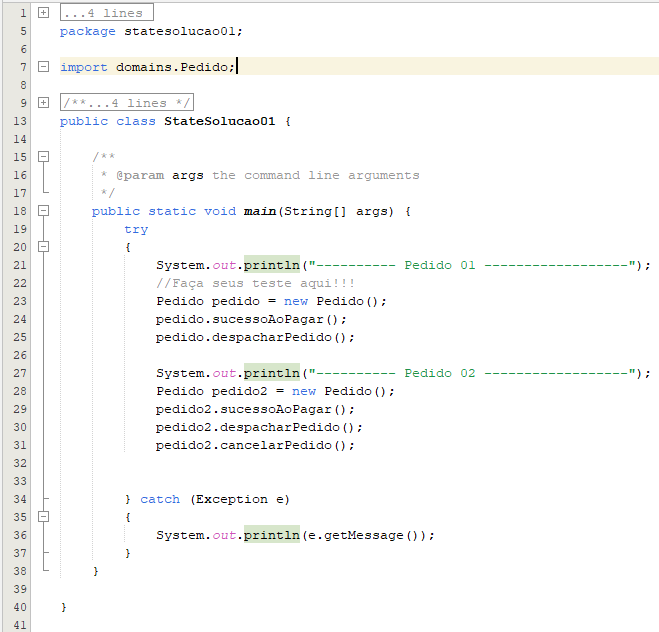 1 ...4 lines
5 package statesolucao01;
6
7 import domains.Pedido;
8
9 /**...4 lines */
13 public class StateSolucao01 {
14
15     /**
16      * @param args the command line arguments
17      */
18     public static void main(String[] args) {
19         try
20         {
21             System.out.println("---------- Pedido 01 ------------------");
22             //Faça seus teste aqui!!!
23             Pedido pedido = new Pedido();
24             pedido.sucessoAoPagar();
25             pedido.despacharPedido();
26
27             System.out.println("---------- Pedido 02 ------------------");
28             Pedido pedido2 = new Pedido();
29             pedido2.sucessoAoPagar();
30             pedido2.despacharPedido();
31             pedido2.cancelarPedido();
32
33
34         } catch (Exception e)
35         {
36             System.out.println(e.getMessage());
37         }
38     }
39
40 }
41